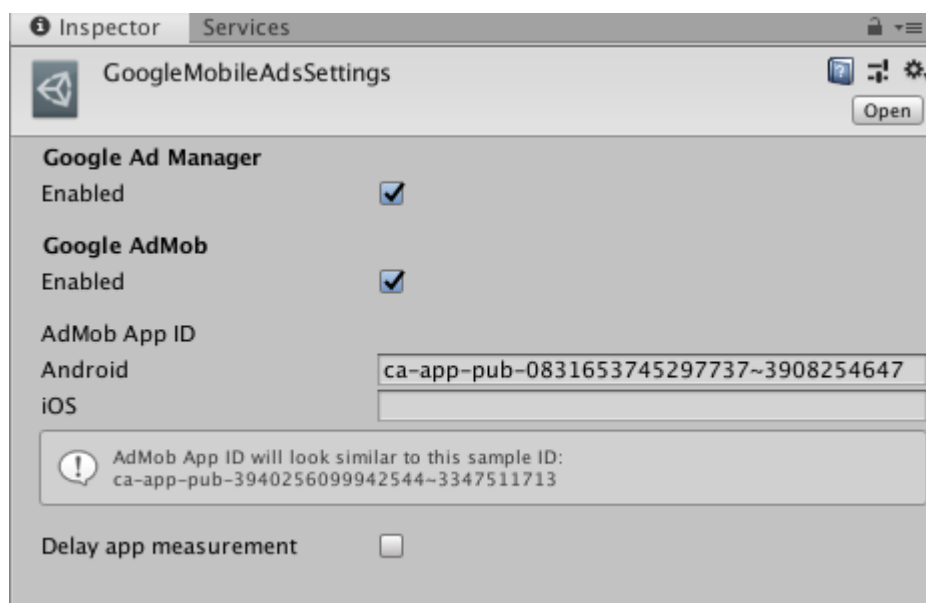 Inspector Services
GoogleMobileAdsSettings
Open
Google Ad Manager
Enabled
Google AdMob
Enabled
AdMob App ID
Android ca-app-pub-0831653745297737~3908254647
iOS
AdMob App ID will look similar to this sample ID:
ca-app-pub-3940256099942544~3347511713
Delay app measurement